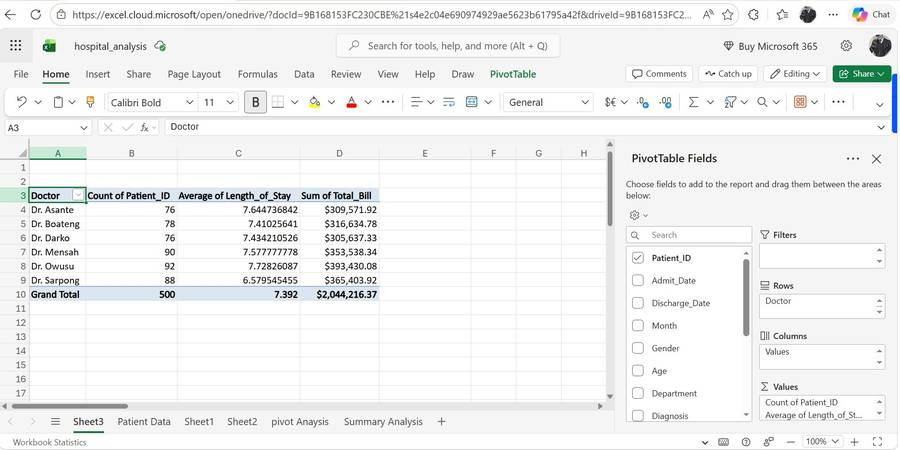 https://excel.cloud.microsoft/open/onedrive/?docId=9B168153FC230CBE%21s4e2c04e690974929ae5623b61795a42f&driveId=9B168153FC2... Chat
hospital_analysis Search for tools, help, and more (Alt + Q) Buy Microsoft 365
File Home Insert Share Page Layout Formulas Data Review View Help Draw PivotTable Comments Catch up Editing Share
Calibri Bold 11 B A General $€ .0 .00
A3 fx Doctor
A B C D E F G H
1
2
3 Doctor Count of Patient_ID Average of Length_of_Stay Sum of Total_Bill
4 Dr. Asante 76 7.644736842 $309,571.92
5 Dr. Boateng 78 7.41025641 $316,634.78
6 Dr. Darko 76 7.434210526 $305,637.33
7 Dr. Mensah 90 7.577777778 $353,538.34
8 Dr. Owusu 92 7.72826087 $393,430.08
9 Dr. Sarpong 88 6.579545455 $365,403.92
10 Grand Total 500 7.392 $2,044,216.37
11
12
13
14
15
16
17
PivotTable Fields
Choose fields to add to the report and drag them between the areas
below:
Search
Patient_ID
Admit_Date
Discharge_Date
Month
Gender
Age
Department
Diagnosis
Filters
Rows
Doctor
Columns
Values
Values
Count of Patient_ID
Average of Length_of_St...
Sheet3 Patient Data Sheet1 Sheet2 pivot Anaysis Summary Analysis
Workbook Statistics 100%